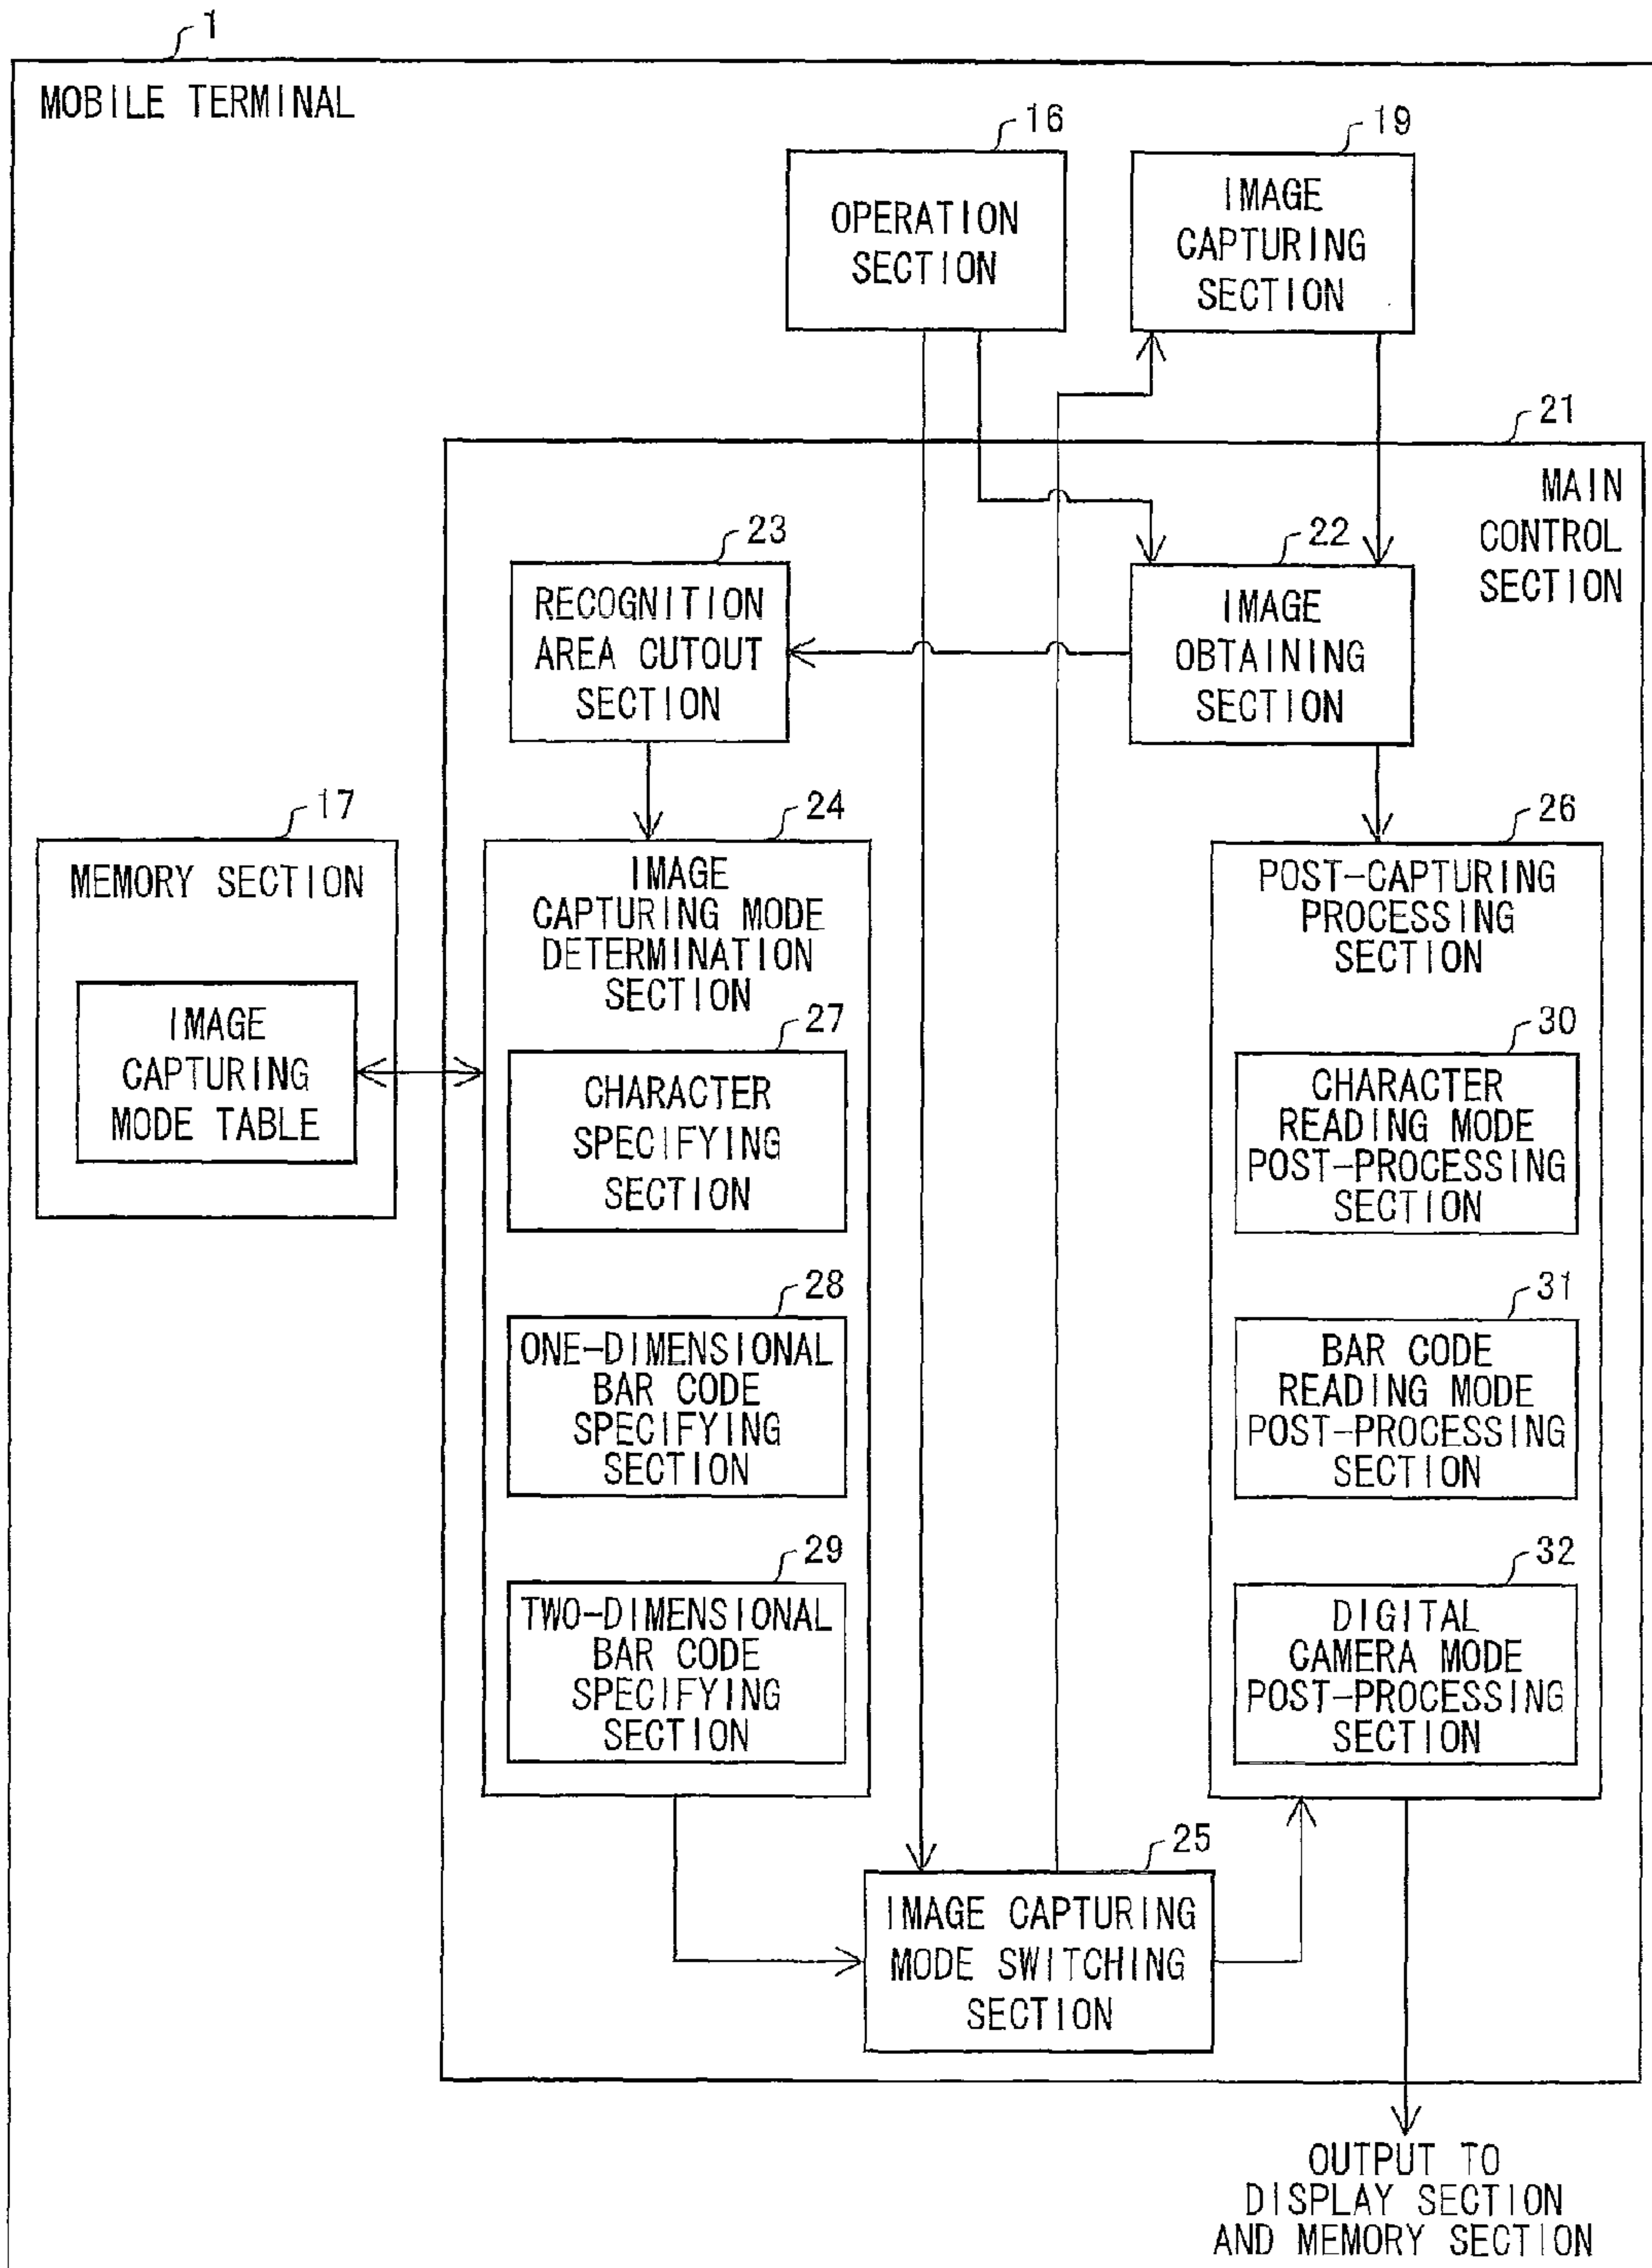 1
MOBILE TERMINAL
16
OPERATION
SECTION
19
IMAGE
CAPTURING
SECTION
21
MAIN
CONTROL
SECTION
23
RECOGNITION
AREA CUTOUT
SECTION
22
IMAGE
OBTAINING
SECTION
17
MEMORY SECTION
IMAGE
CAPTURING
MODE TABLE
24
IMAGE
CAPTURING MODE
DETERMINATION
SECTION
27
CHARACTER
SPECIFYING
SECTION
28
ONE-DIMENSIONAL
BAR CODE
SPECIFYING
SECTION
29
TWO-DIMENSIONAL
BAR CODE
SPECIFYING
SECTION
26
POST-CAPTURING
PROCESSING
SECTION
30
CHARACTER
READING MODE
POST-PROCESSING
SECTION
31
BAR CODE
READING MODE
POST-PROCESSING
SECTION
32
DIGITAL
CAMERA MODE
POST-PROCESSING
SECTION
25
IMAGE CAPTURING
MODE SWITCHING
SECTION
OUTPUT TO
DISPLAY SECTION
AND MEMORY SECTION